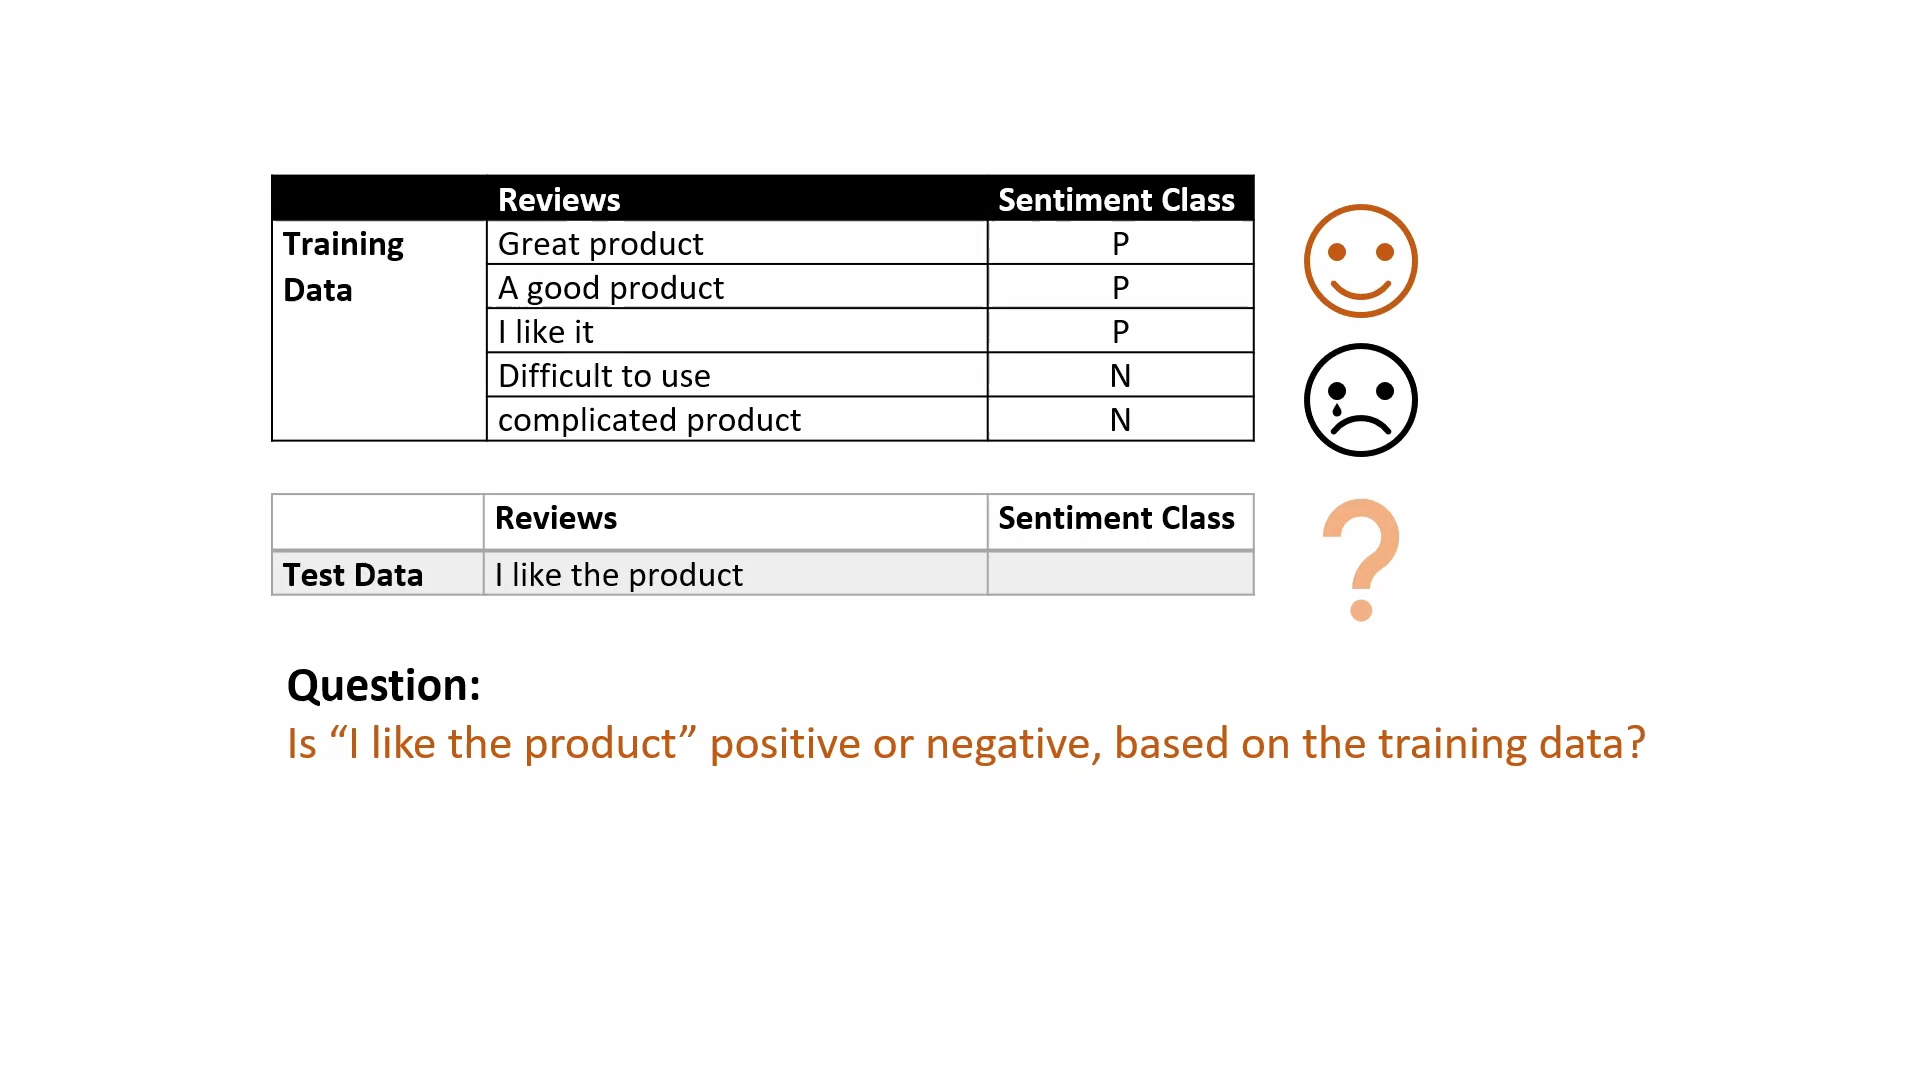 Reviews Sentiment Class
Training Data Great product P
A good product P
I like it P
Difficult to use N
complicated product N
Reviews Sentiment Class
Test Data I like the product
?
Question:
Is “I like the product” positive or negative, based on the training data?